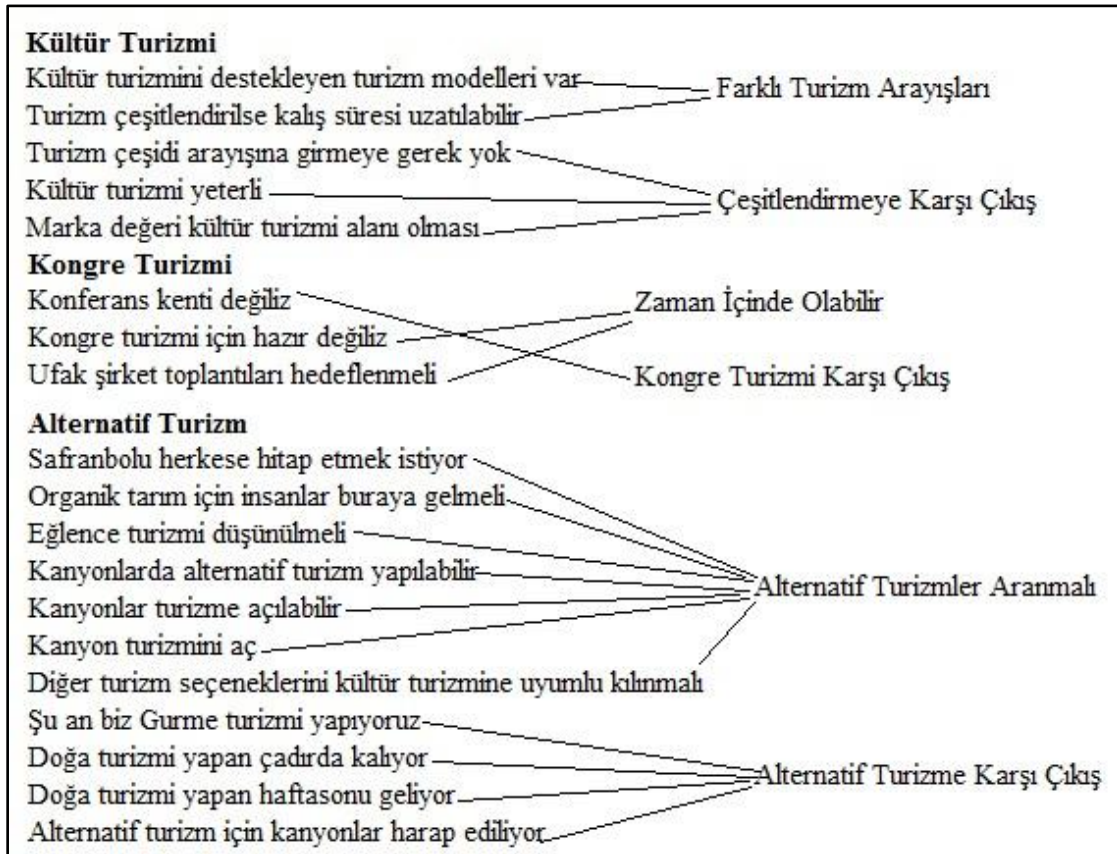 Kültür Turizmi
Kültür turizmini destekleyen turizm modelleri var
Farklı Turizm Arayışları
Turizm çeşitlendirilse kalış süresi uzatılabilir
Turizm çeşidi arayışına girmeye gerek yok
Kültür turizmi yeterli
Çeşitlendirmeye Karşı Çıkış
Marka değeri kültür turizmi alanı olması
Kongre Turizmi
Konferans kenti değiliz
Zaman İçinde Olabilir
Kongre turizmi için hazır değiliz
Ufak şirket toplantıları hedeflenmeli
Kongre Turizmi Karşı Çıkış
Alternatif Turizm
Safranbolu herkese hitap etmek istiyor
Organik tarım için insanlar buraya gelmeli
Eğlence turizmi düşünülmeli
Kanyonlarda alternatif turizm yapılabilir
Alternatif Turizmler Aranmalı
Kanyonlar turizme açılabilir
Kanyon turizmini aç
Diğer turizm seçeneklerini kültür turizmine uyumlu kılınmalı
Şu an biz Gurme turizmi yapıyoruz
Doğa turizmi yapan çadırda kalıyor
Alternatif Turizme Karşı Çıkış
Doğa turizmi yapan haftasonu geliyor
Alternatif turizm için kanyonlar harap ediliyor